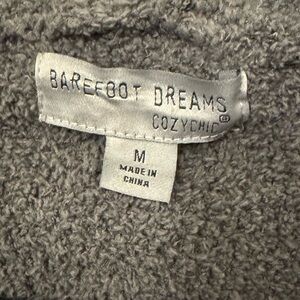 BAREFOOT DREAMS
COZYCHIC®
M
MADE IN
CHINA